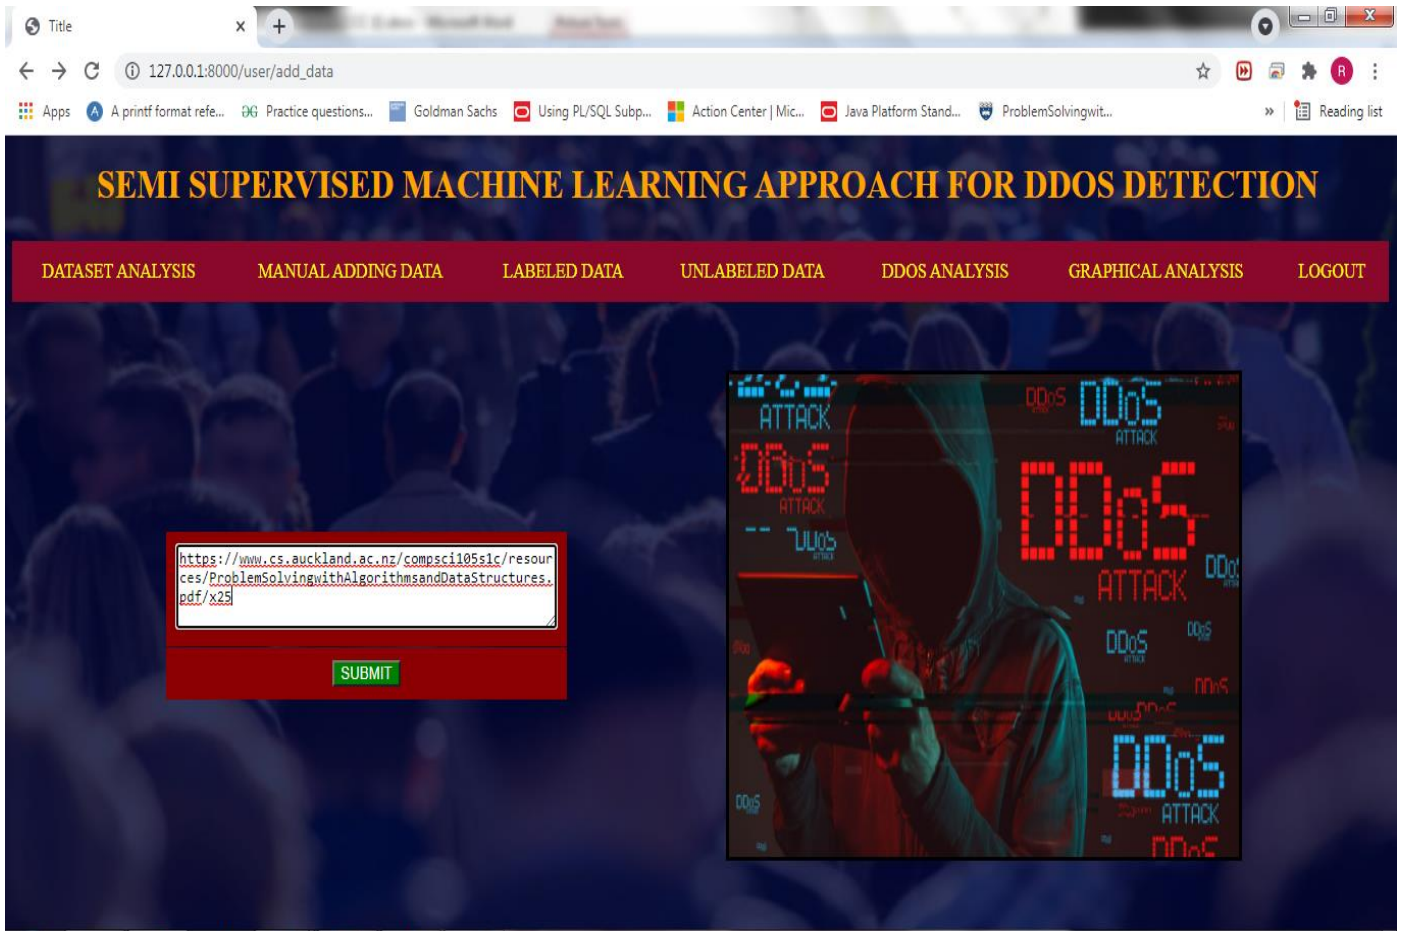 Title
127.0.0.1:8000/user/add_data
R
Apps A A printf format refe... Practice questions... Goldman Sachs Using PL/SQL Subp... Action Center | Mic... Java Platform Stand... ProblemSolvingwit... » Reading list
SEMI SUPERVISED MACHINE LEARNING APPROACH FOR DDOS DETECTION
DATASET ANALYSIS MANUAL ADDING DATA LABELED DATA UNLABELED DATA DDOS ANALYSIS GRAPHICAL ANALYSIS LOGOUT
https://www.cs.auckland.ac.nz/compsci105s1c/resour
ces/ProblemSolvingwithAlgorithmsandDataStructures.
pdf/x25
SUBMIT
ATTACK
DDoS
ATTACK
DDoS
DDoS
ATTACK
DDoS
ATTACK
DDoS
DDoS
ATTACK
DDoS
DDoS
DDoS
ATTACK
DDoS
DDoS